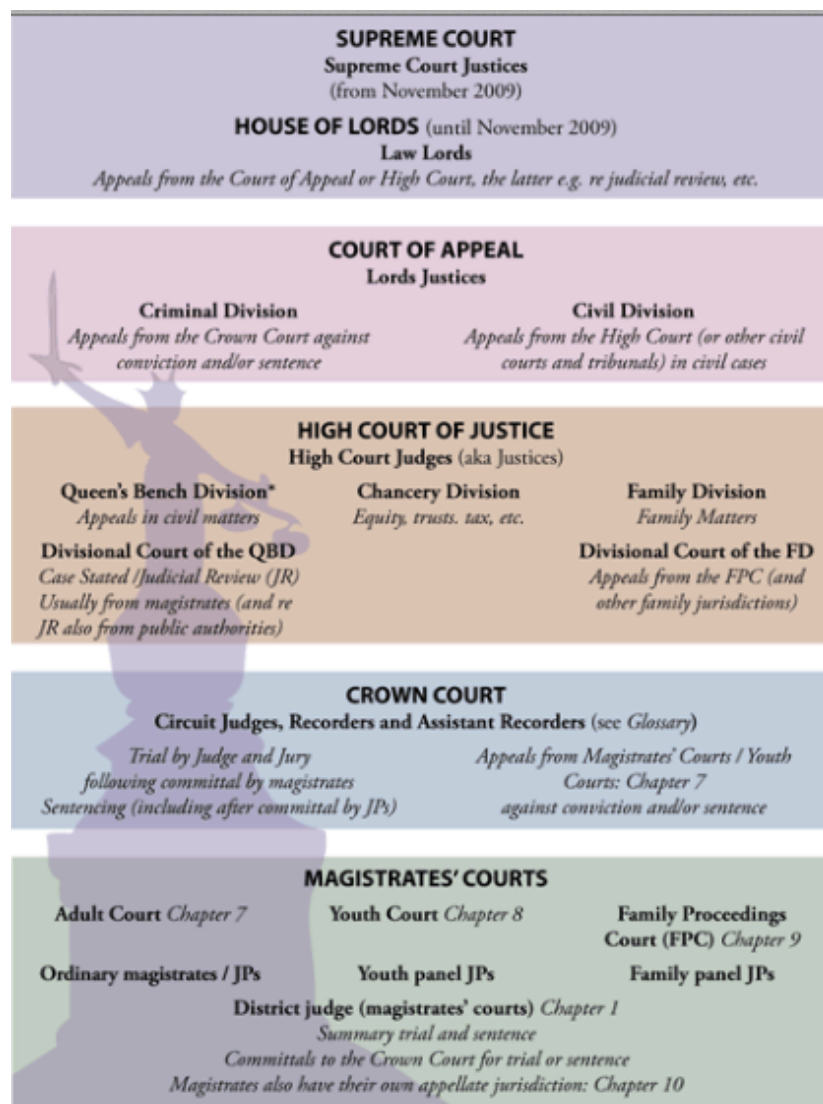 SUPREME COURT
Supreme Court Justices
(from November 2009)
HOUSE OF LORDS (until November 2009)
Law Lords
Appeals from the Court of Appeal or High Court, the latter e.g. re judicial review, etc.
COURT OF APPEAL
Lords Justices
Criminal Division
Appeals from the Crown Court against
conviction and/or sentence
Civil Division
Appeals from the High Court (or other civil
courts and tribunals) in civil cases
HIGH COURT OF JUSTICE
High Court Judges (aka Justices)
Queen's Bench Division*
Appeals in civil matters
Divisional Court of the QBD
Case Stated /Judicial Review (JR)
Usually from magistrates (and re
JR also from public authorities)
Chancery Division
Equity, trusts. tax, etc.
Family Division
Family Matters
Divisional Court of the FD
Appeals from the FPC (and
other family jurisdictions)
CROWN COURT
Circuit Judges, Recorders and Assistant Recorders (see Glossary)
Trial by Judge and Jury
following committal by magistrates
Sentencing (including after committal by JPs)
Appeals from Magistrates' Courts / Youth
Courts: Chapter 7
against conviction and/or sentence
MAGISTRATES' COURTS
Adult Court Chapter 7
Youth Court Chapter 8
Family Proceedings
Court (FPC) Chapter 9
Ordinary magistrates / JPs
Youth panel JPs
Family panel JPs
District judge (magistrates' courts) Chapter 1
Summary trial and sentence
Committals to the Crown Court for trial or sentence
Magistrates also have their own appellate jurisdiction: Chapter 10